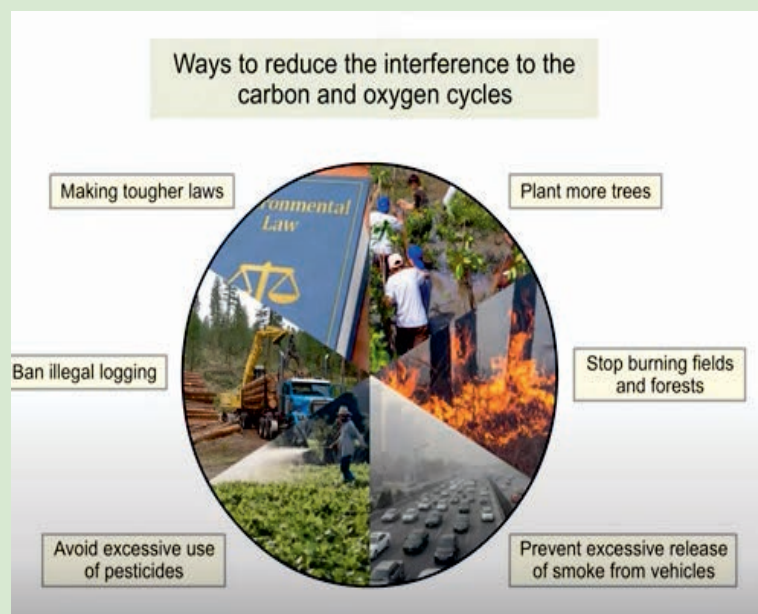 Ways to reduce the interference to the
carbon and oxygen cycles
Making tougher laws
Plant more trees
ronmental
Law
Ban illegal logging
Stop burning fields
and forests
Avoid excessive use
of pesticides
Prevent excessive release
of smoke from vehicles